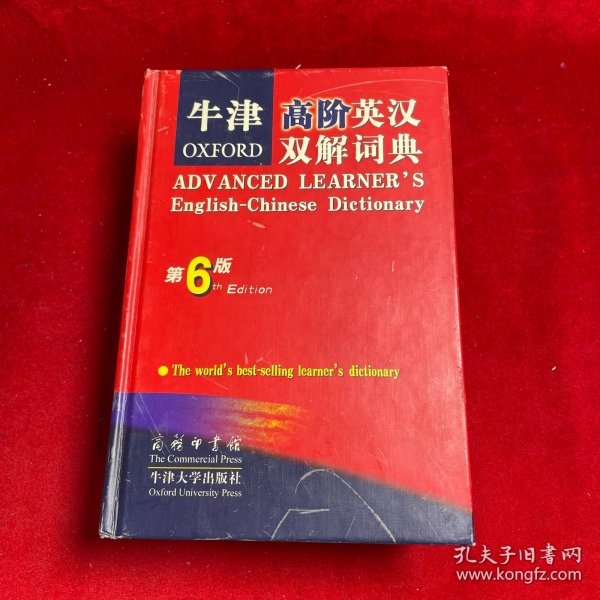 牛津
OXFORD
高阶英汉
双解词典
ADVANCED LEARNER'S
English-Chinese Dictionary
第6版
th Edition
The world's best-selling learner's dictionary
商務印書館
The Commercial Press
牛津大学出版社
Oxford University Press
孔夫子旧书网
www.kongfz.com